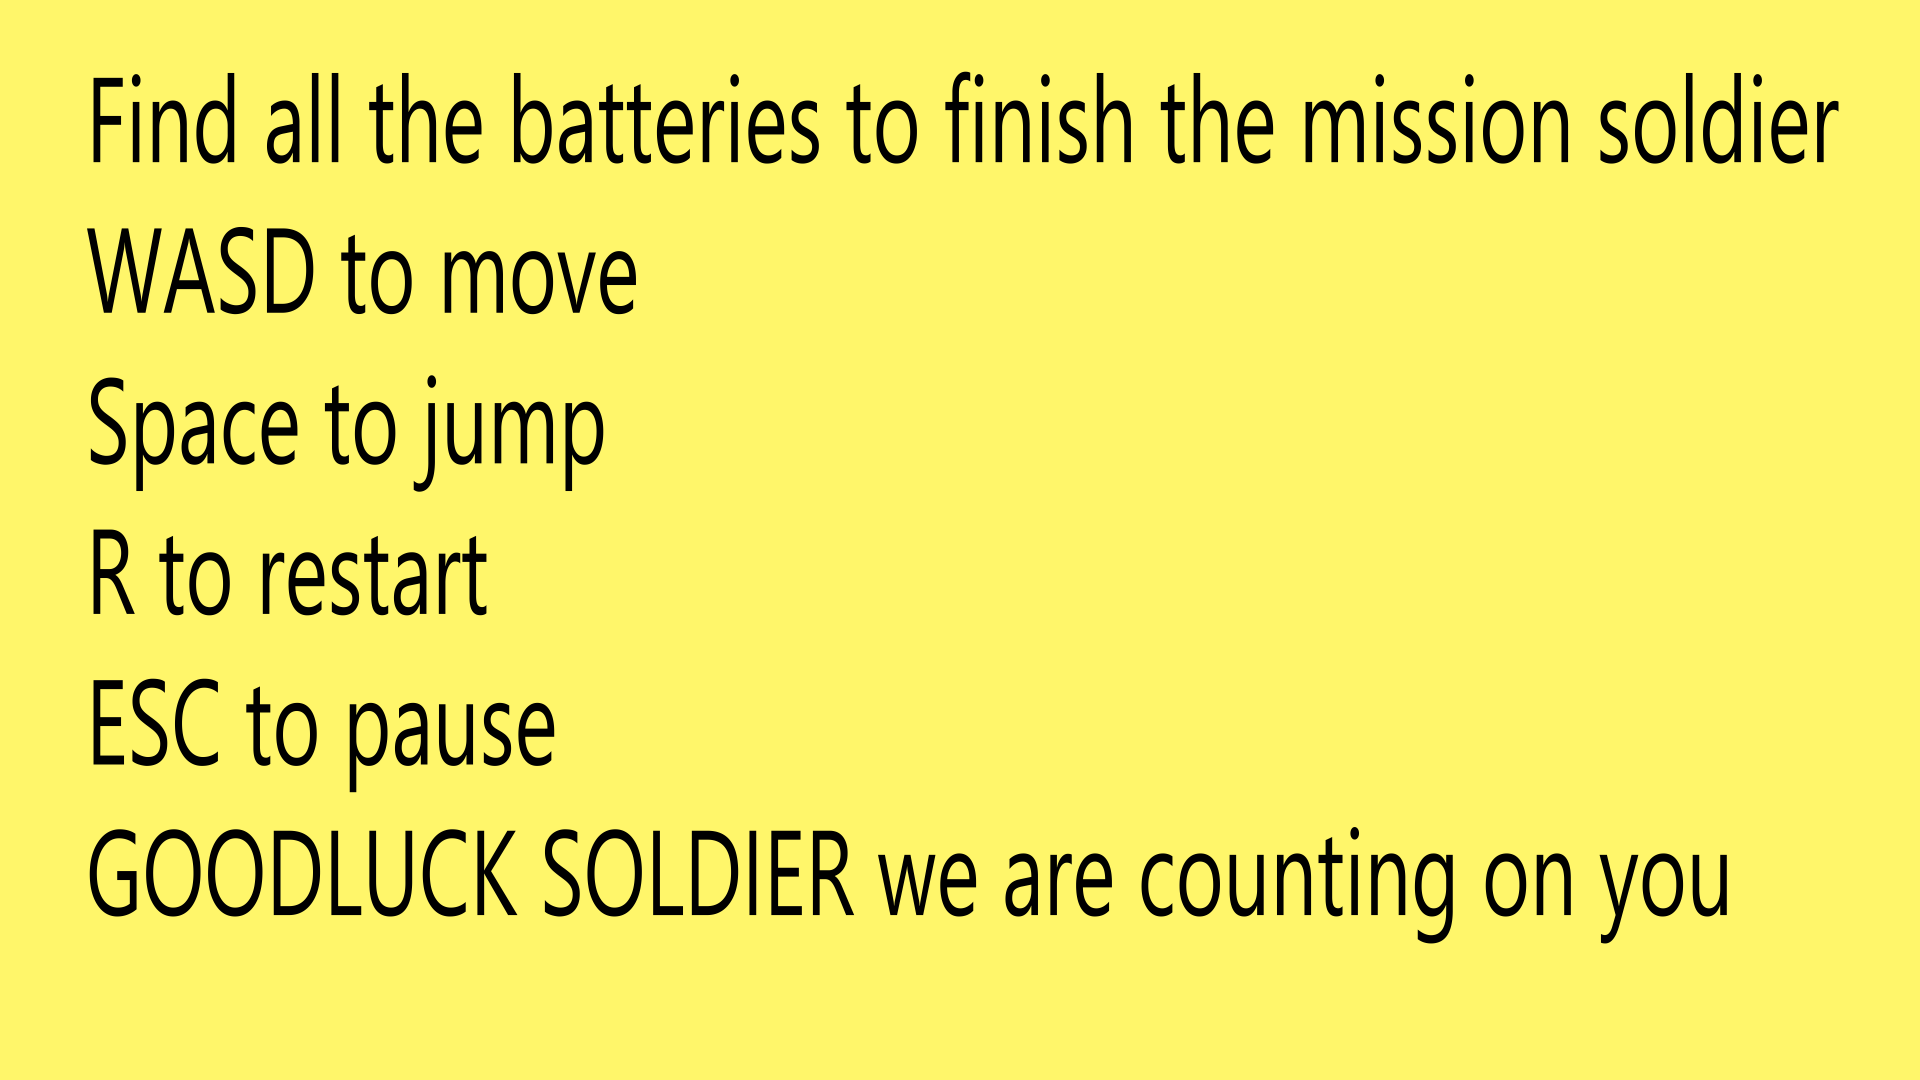 Find all the batteries to finish the mission soldier
WASD to move
Space to jump
R to restart
ESC to pause
GOODLUCK SOLDIER we are counting on you